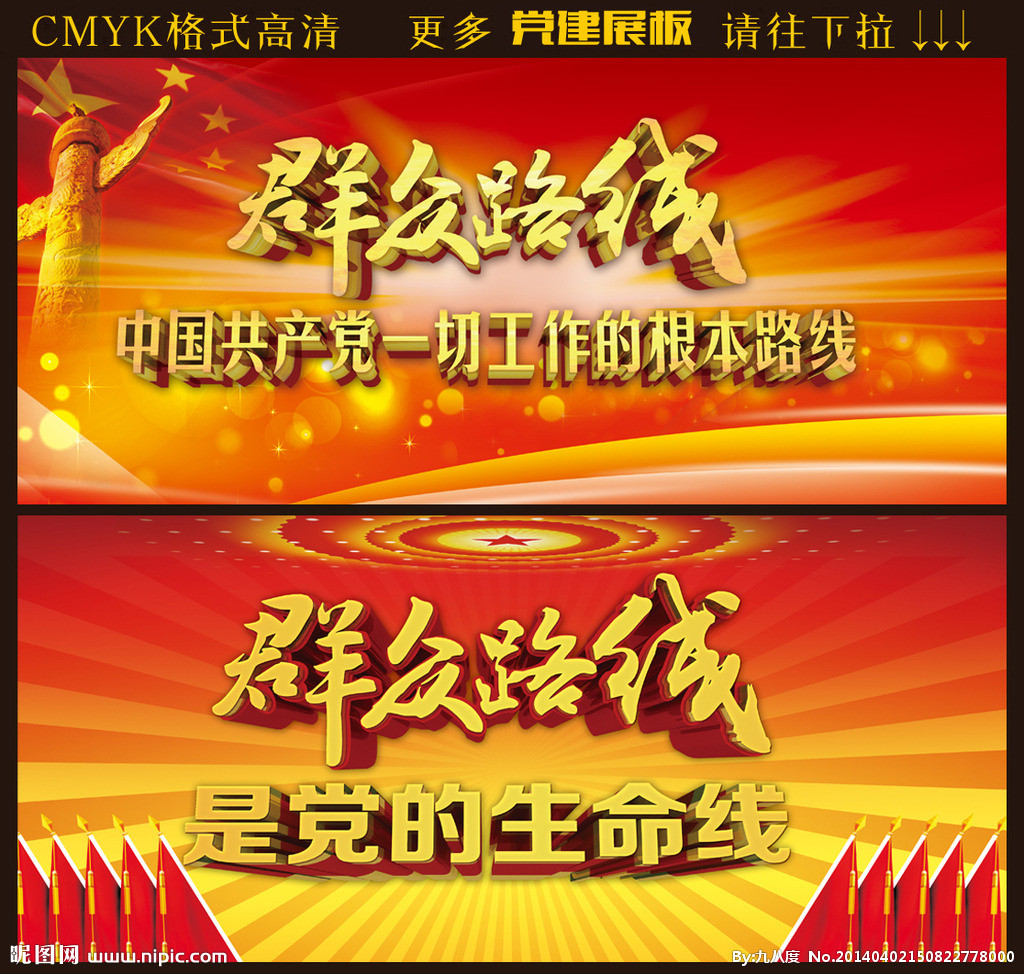 CMYK格式高清 更多 党建展板 请往下拉 ↓↓↓
群众路线
中国共产党一切工作的根本路线
群众路线
是党的生命线
昵图网 www.nipic.com By:九从度 No.20140402150822778000